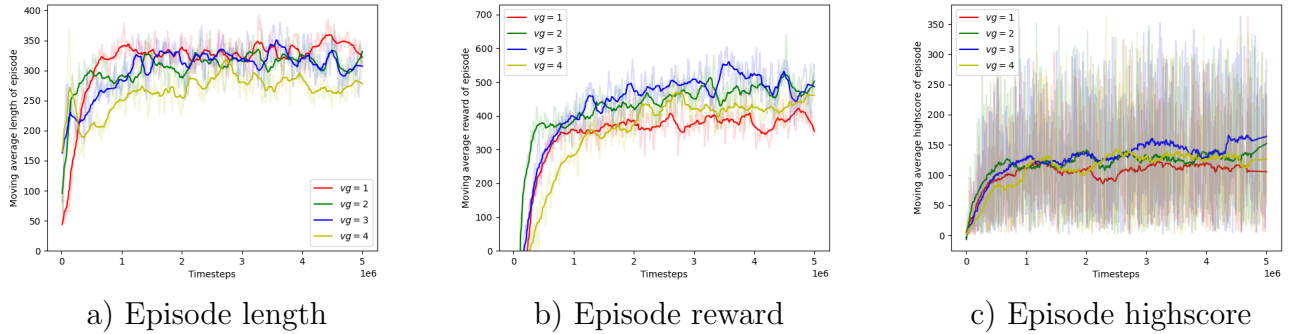 400
350
300
250
200
150
100
50
0
Moving average length of episode
vg = 1
vg = 2
vg = 3
vg = 4
0 1 2 3 4 5
1e6
Timesteps
a) Episode length
700
600
500
400
300
200
100
0
Moving average reward of episode
vg = 1
vg = 2
vg = 3
vg = 4
0 1 2 3 4 5
1e6
Timesteps
b) Episode reward
350
300
250
200
150
100
50
0
Moving average highscore of episode
vg = 1
vg = 2
vg = 3
vg = 4
0 1 2 3 4 5
1e6
Timesteps
c) Episode highscore